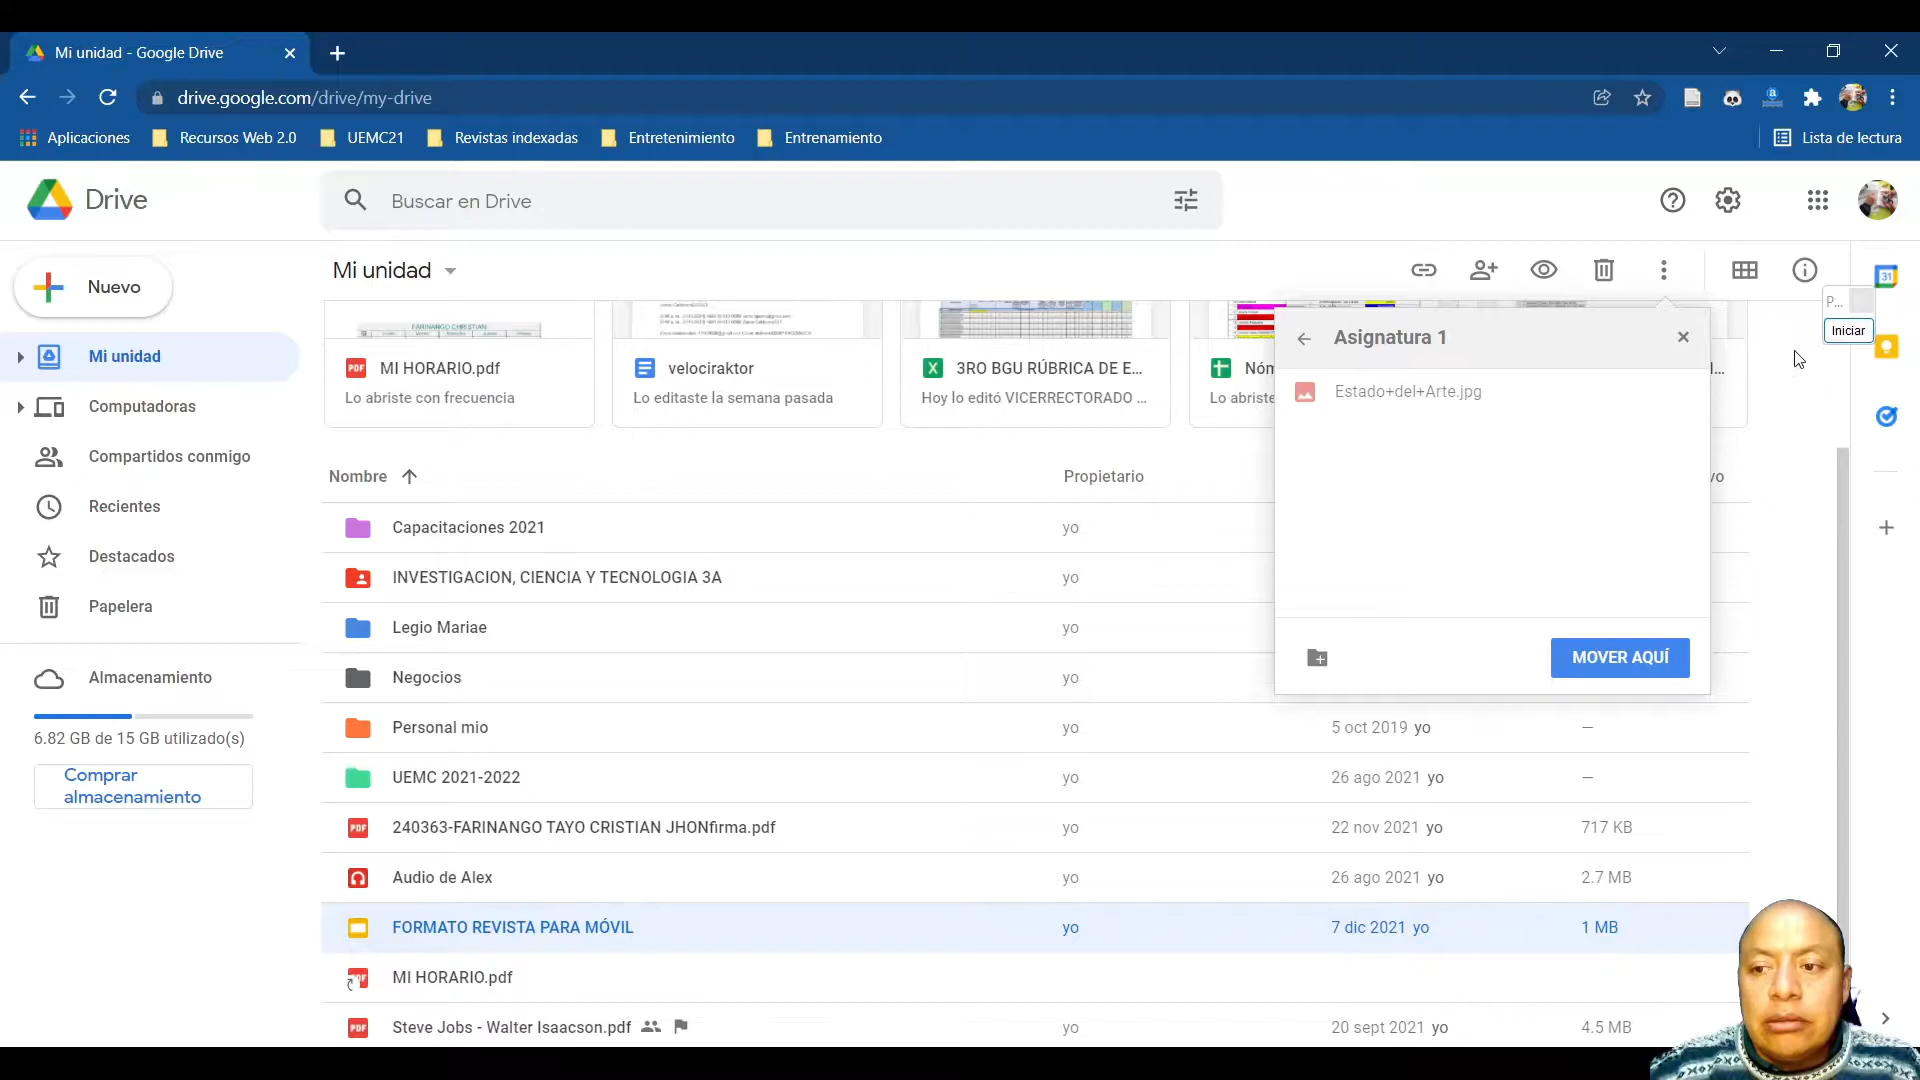 Mi unidad - Google Drive
drive.google.com/drive/my-drive
Aplicaciones Recursos Web 2.0 UEMC21 Revistas indexadas Entretenimiento Entrenamiento Lista de lectura
Drive
Buscar en Drive
Nuevo
Mi unidad
31
P...
Iniciar
FARINANGO CHRISTIAN
MI HORARIO.pdf
Lo abriste con frecuencia
velociraktor
Lo editaste la semana pasada
3RO BGU RÚBRICA DE E...
Hoy lo editó VICERRECTORADO ...
Nóm
Lo abriste
Asignatura 1
Estado+del+Arte.jpg
MOVER AQUÍ
Mi unidad
Computadoras
Compartidos conmigo
Recientes
Destacados
Papelera
Almacenamiento
6.82 GB de 15 GB utilizado(s)
Comprar
almacenamiento
Nombre Propietario vo
Capacitaciones 2021 yo
INVESTIGACION, CIENCIA Y TECNOLOGIA 3A yo
Legio Mariae yo
Negocios yo
Personal mio yo 5 oct 2019 yo —
UEMC 2021-2022 yo 26 ago 2021 yo —
PDF 240363-FARINANGO TAYO CRISTIAN JHONfirma.pdf yo 22 nov 2021 yo 717 KB
Audio de Alex yo 26 ago 2021 yo 2.7 MB
FORMATO REVISTA PARA MÓVIL yo 7 dic 2021 yo 1 MB
MI HORARIO.pdf
PDF Steve Jobs - Walter Isaacson.pdf yo 20 sept 2021 yo 4.5 MB